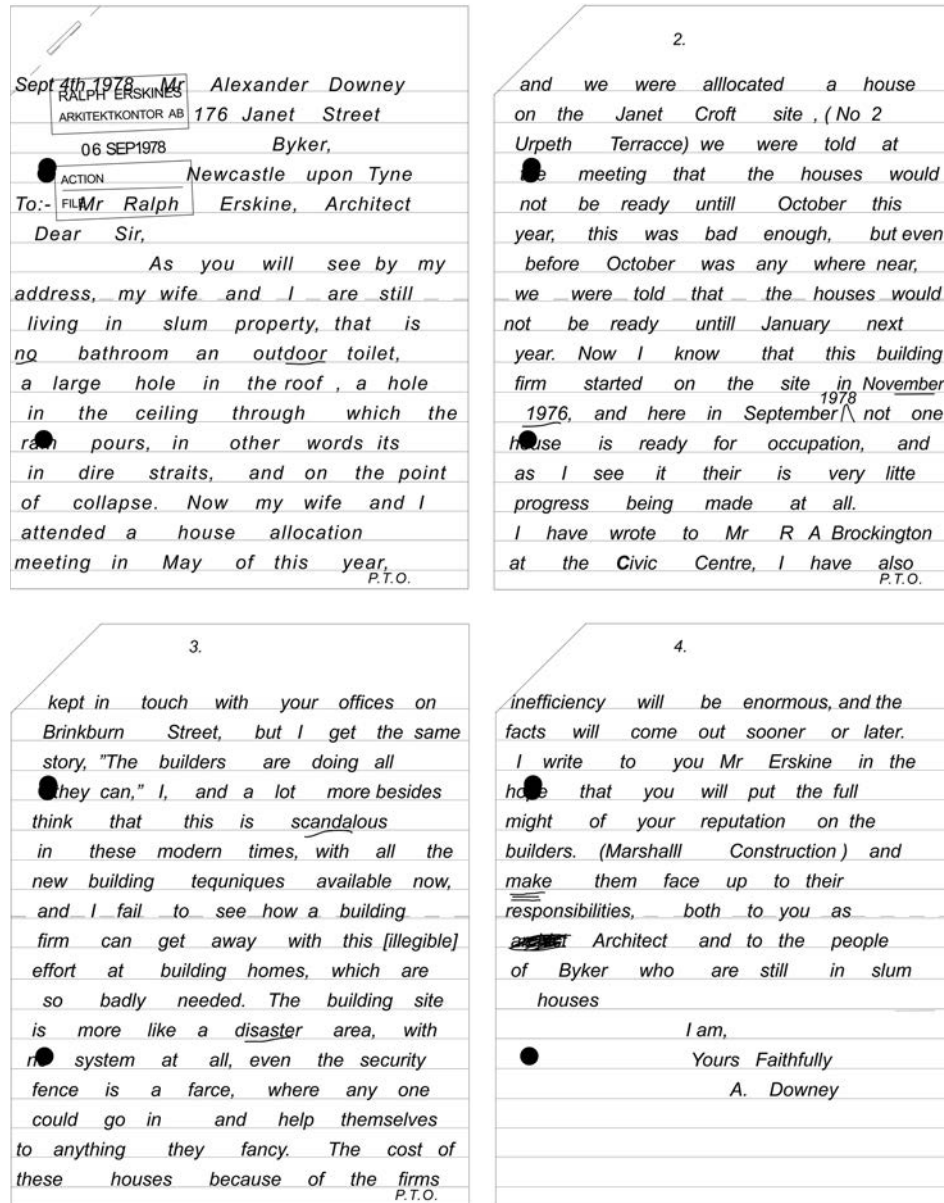 Sept 4th 1978 Mr Alexander Downey
RALPH ERSKINES
ARKITEKTKONTOR AB
176 Janet Street
06 SEP 1978
Byker,
ACTION
Newcastle upon Tyne
FILE
To:- Mr Ralph Erskine, Architect
Dear Sir,
As you will see by my
address, my wife and I are still
living in slum property, that is
no bathroom an outdoor toilet,
a large hole in the roof, a hole
in the ceiling through which the
rain pours, in other words its
in dire straits, and on the point
of collapse. Now my wife and I
attended a house allocation
meeting in May of this year,
P.T.O.
2.
and we were alllocated a house
on the Janet Croft site, (No 2
Urpeth Terracce) we were told at
the meeting that the houses would
not be ready untill October this
year, this was bad enough, but even
before October was any where near,
we were told that the houses would
not be ready untill January next
year. Now I know that this building
firm started on the site in November
1976, and here in September 1978 not one
house is ready for occupation, and
as I see it their is very litte
progress being made at all.
I have wrote to Mr R A Brockington
at the Civic Centre, I have also
P.T.O.
3.
kept in touch with your offices on
Brinkburn Street, but I get the same
story, "The builders are doing all
they can," I, and a lot more besides
think that this is scandalous
in these modern times, with all the
new building tequniques available now,
and I fail to see how a building
firm can get away with this [illegible]
effort at building homes, which are
so badly needed. The building site
is more like a disaster area, with
no system at all, even the security
fence is a farce, where any one
could go in and help themselves
to anything they fancy. The cost of
these houses because of the firms
P.T.O.
4.
inefficiency will be enormous, and the
facts will come out sooner or later.
I write to you Mr Erskine in the
hope that you will put the full
might of your reputation on the
builders. (Marshalll Construction) and
make them face up to their
responsibilities, both to you as
Architect and to the people
of Byker who are still in slum
houses
I am,
Yours Faithfully
A. Downey